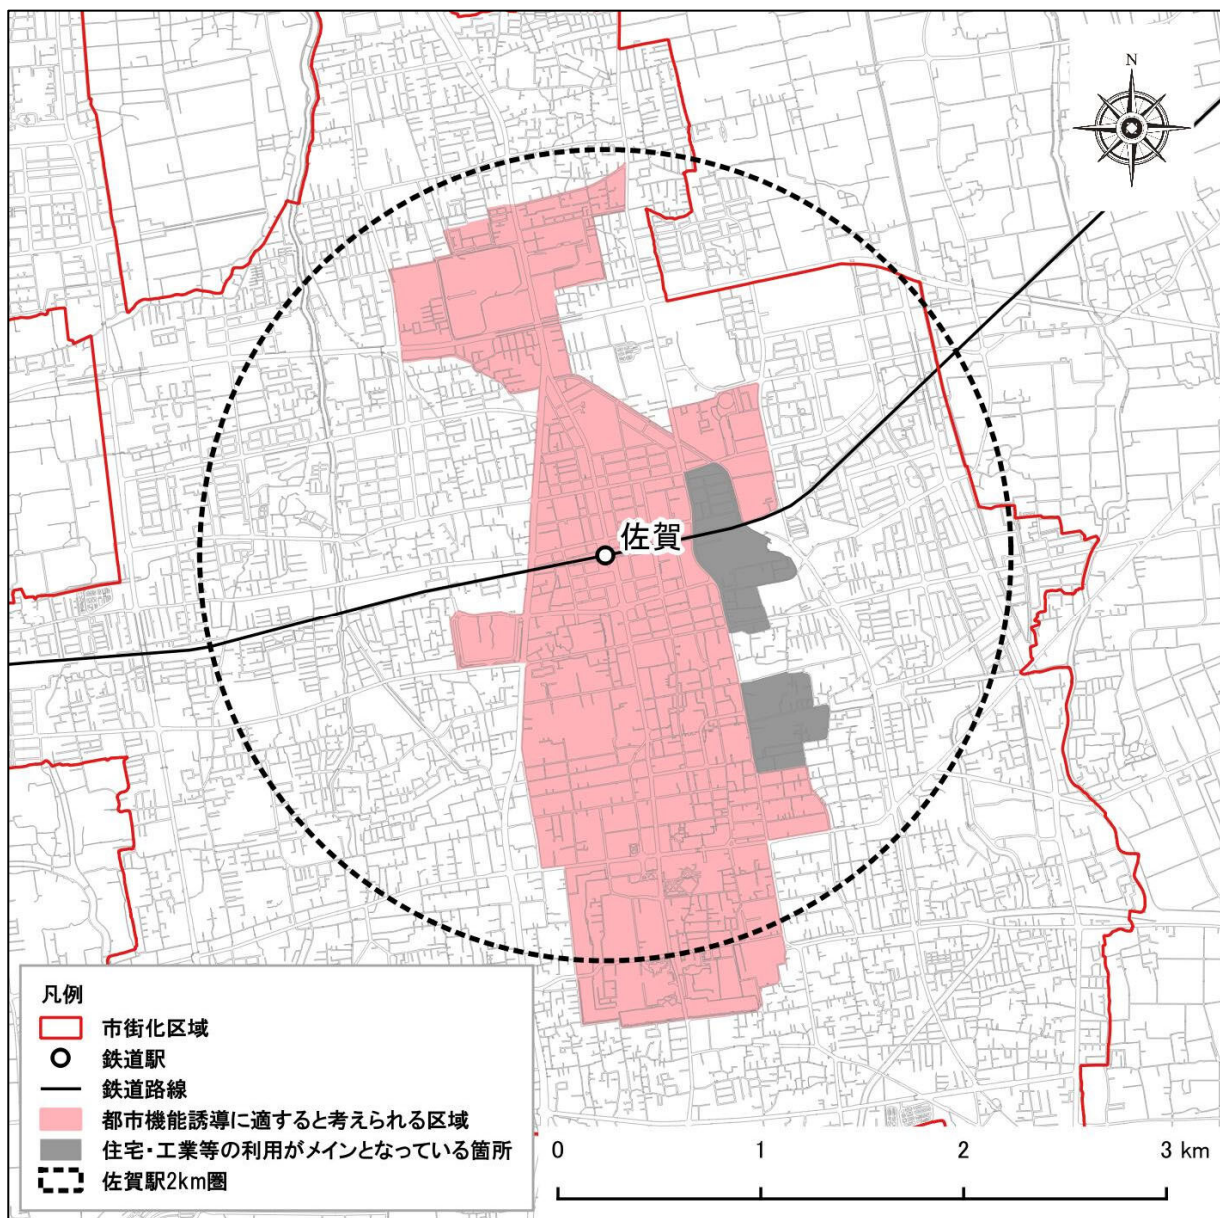 N
佐賀
凡例
市街化区域
鉄道駅
鉄道路線
都市機能誘導に適すると考えられる区域
住宅・工業等の利用がメインとなっている箇所
佐賀駅2km圏
0 1 2 3 km